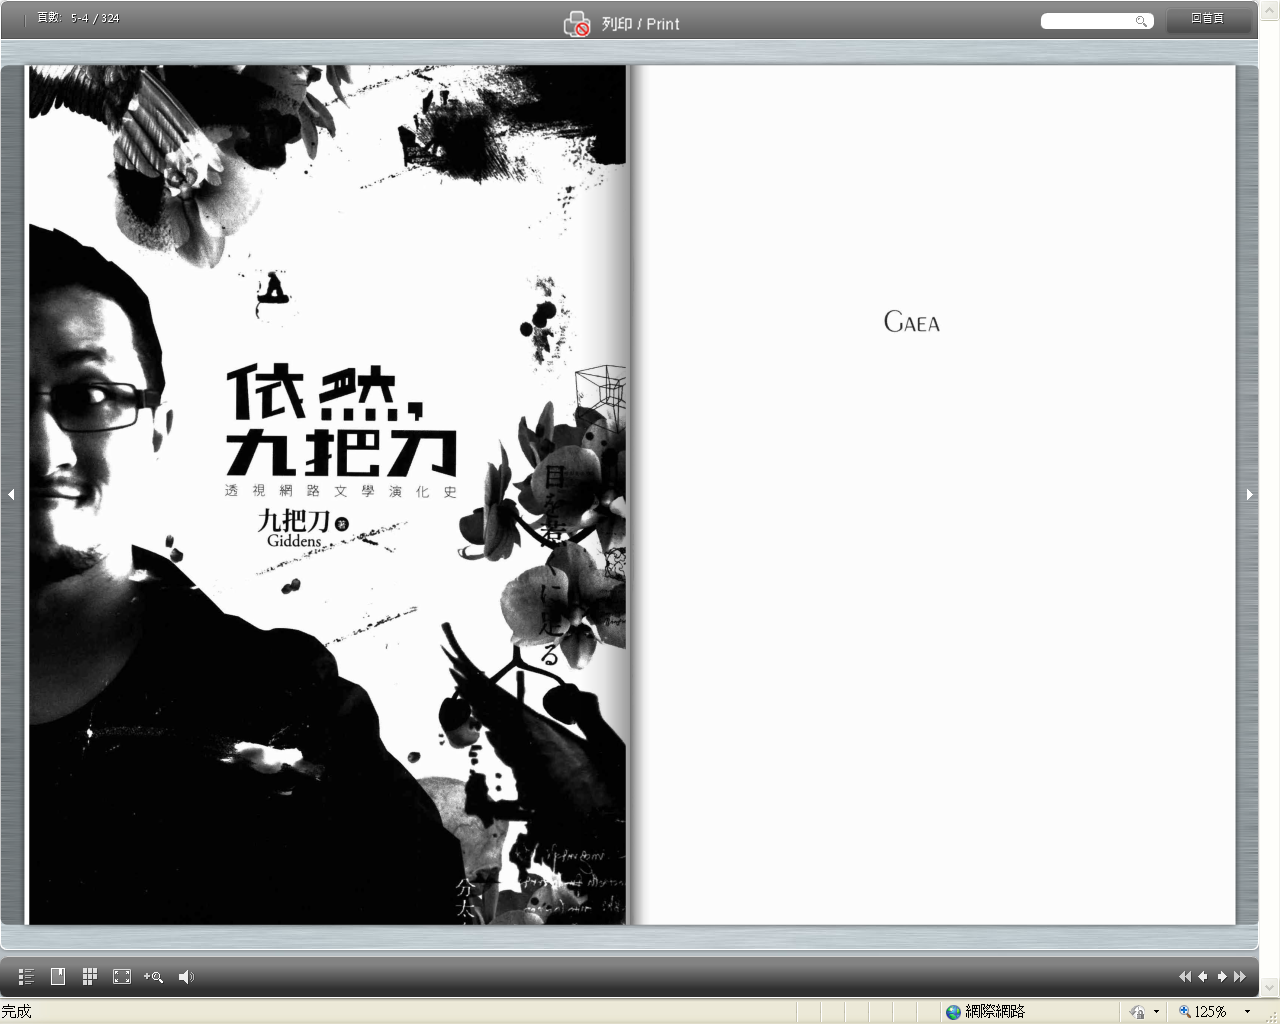 頁數: 5-4 / 324
列印 / Print
回首頁
GAEA
依然,
九把刀
透視網路文學演化史
九把刀 著
Giddens
目を若
に足る
分太
完成
網際網路
125%